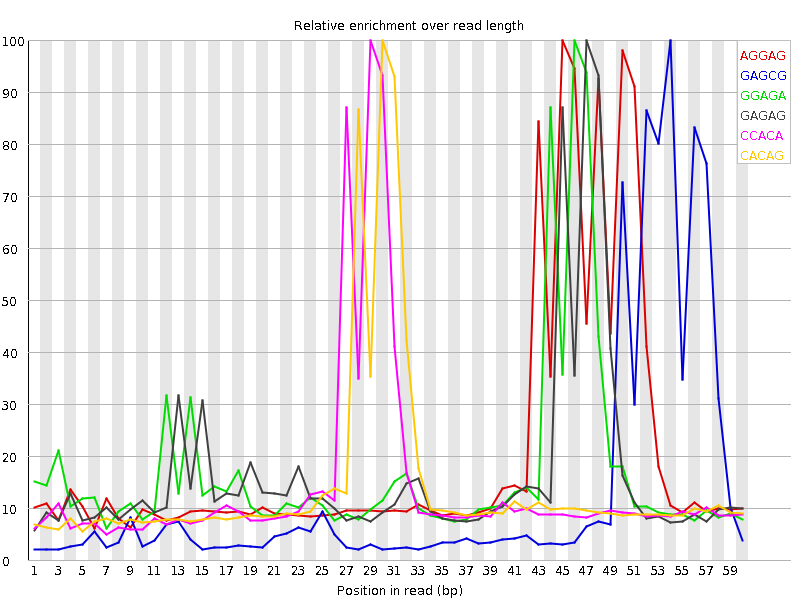 Relative enrichment over read length
100
90
80
70
60
50
40
30
20
10
0
AGGAG
GAGCG
GGAGA
GAGAG
CCACA
CACAG
1 3 5 7 9 11 13 15 17 19 21 23 25 27 29 31 33 35 37 39 41 43 45 47 49 51 53 55 57 59
Position in read (bp)